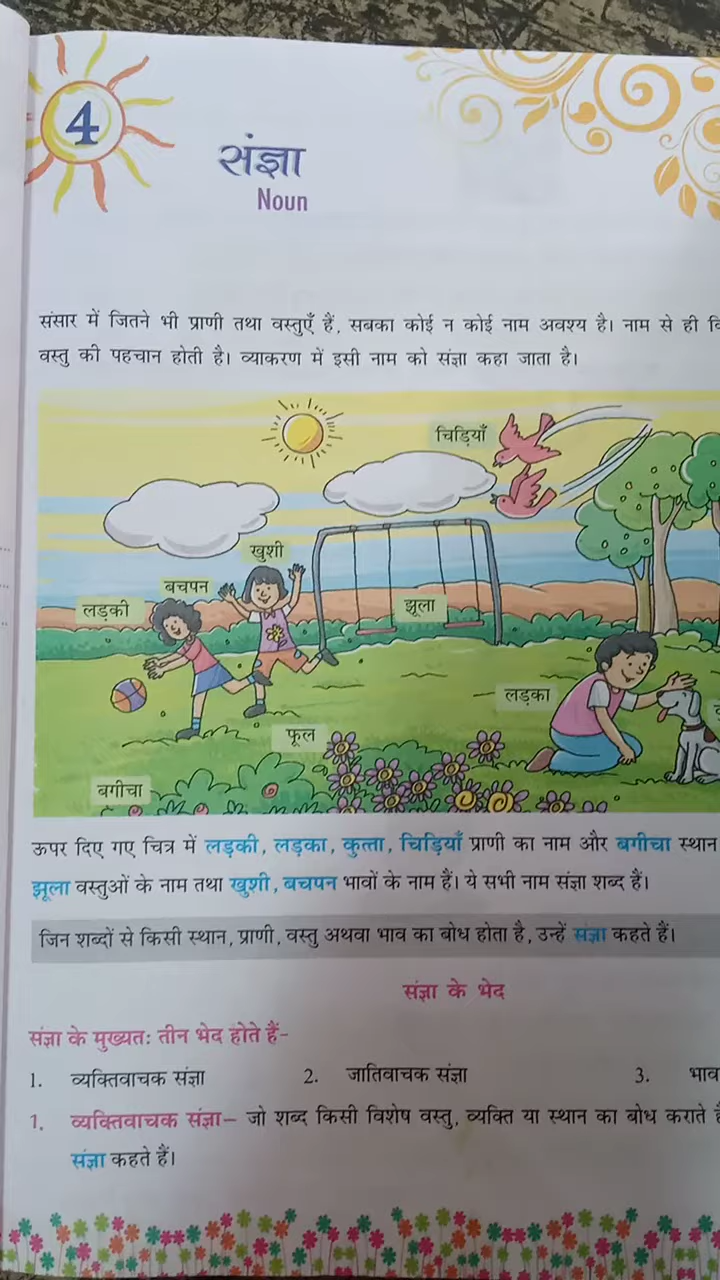 4
संज्ञा
Noun
संसार में जितने भी प्राणी तथा वस्तुएँ हैं, सबका कोई न कोई नाम अवश्य है। नाम से ही
वस्तु की पहचान होती है। व्याकरण में इसी नाम को संज्ञा कहा जाता है।
चिड़ियाँ
खुशी
बचपन
लड़की
झूला
लड़का
फूल
बगीचा
ऊपर दिए गए चित्र में लड़की, लड़का, कुत्ता, चिड़ियाँ प्राणी का नाम और बगीचा स्थान
झूला वस्तुओं के नाम तथा खुशी, बचपन भावों के नाम हैं। ये सभी नाम संज्ञा शब्द हैं।
जिन शब्दों से किसी स्थान, प्राणी, वस्तु अथवा भाव का बोध होता है, उन्हें संज्ञा कहते हैं।
संज्ञा के भेद
संज्ञा के मुख्यतः तीन भेद होते हैं-
1. व्यक्तिवाचक संज्ञा 2. जातिवाचक संज्ञा 3. भाव
1. व्यक्तिवाचक संज्ञा– जो शब्द किसी विशेष वस्तु, व्यक्ति या स्थान का बोध कराते
संज्ञा कहते हैं।